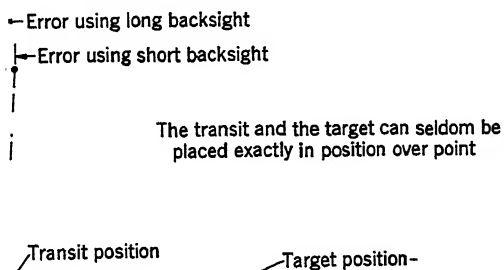 Error using long backsight
Error using short backsight
The transit and the target can seldom be
placed exactly in position over point
Transit position
Target position-